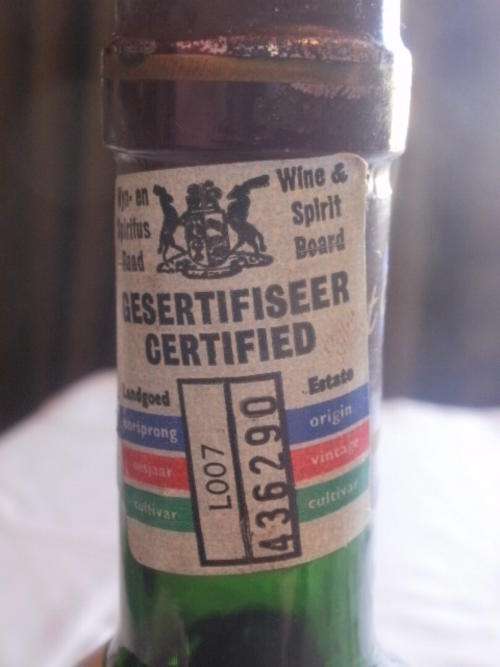 Wyn- en
Spiritus
Raad
Wine &
Spirit
Board
GESERTIFISEER
CERTIFIED
Landgoed
Estate
oorsprong
origin
oesjaar
vintage
cultivar
cultivar
L007
436290